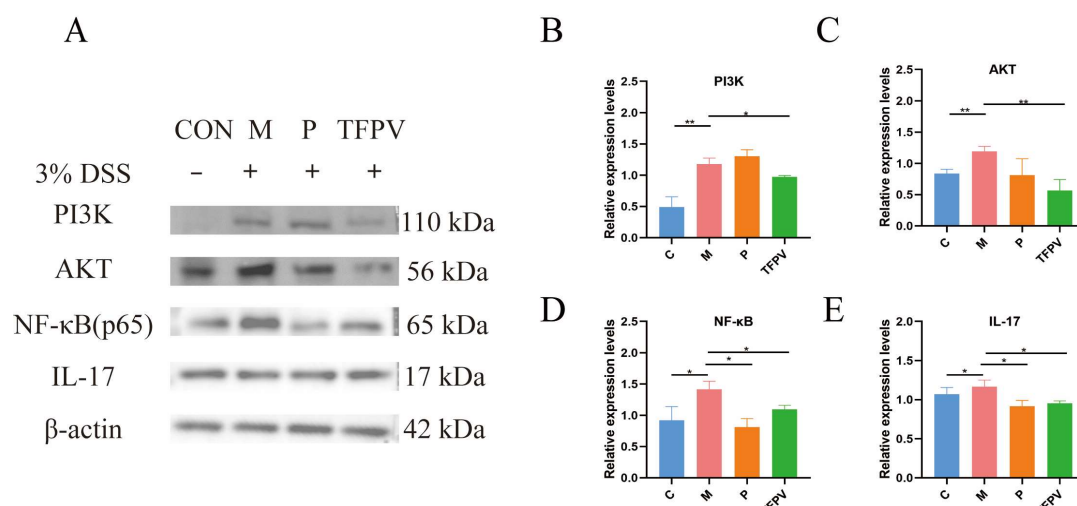 A
CON M P TFPV
3% DSS – + + +
PI3K 110 kDa
AKT 56 kDa
NF-κB(p65) 65 kDa
IL-17 17 kDa
β-actin 42 kDa
B
PI3K
Relative expression levels
2.5
2.0
1.5
1.0
0.5
0.0
** *
C M P TFPV
C
AKT
Relative expression levels
2.5
2.0
1.5
1.0
0.5
0.0
** **
C M P TFPV
D
NF-κB
Relative expression levels
2.5
2.0
1.5
1.0
0.5
0.0
*
* *
C M P
E
IL-17
Relative expression levels
2.5
2.0
1.5
1.0
0.5
0.0
*
* *
C M P